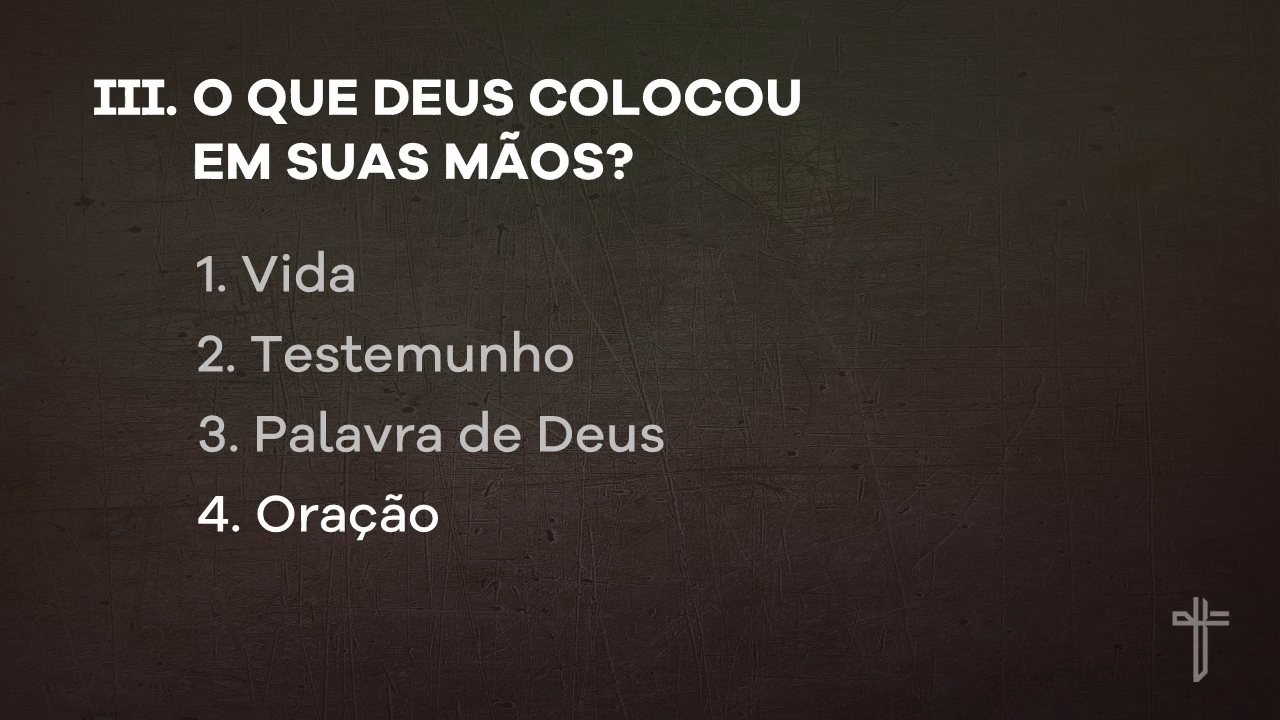 III. O QUE DEUS COLOCOU
EM SUAS MÃOS?
1. Vida
2. Testemunho
3. Palavra de Deus
4. Oração